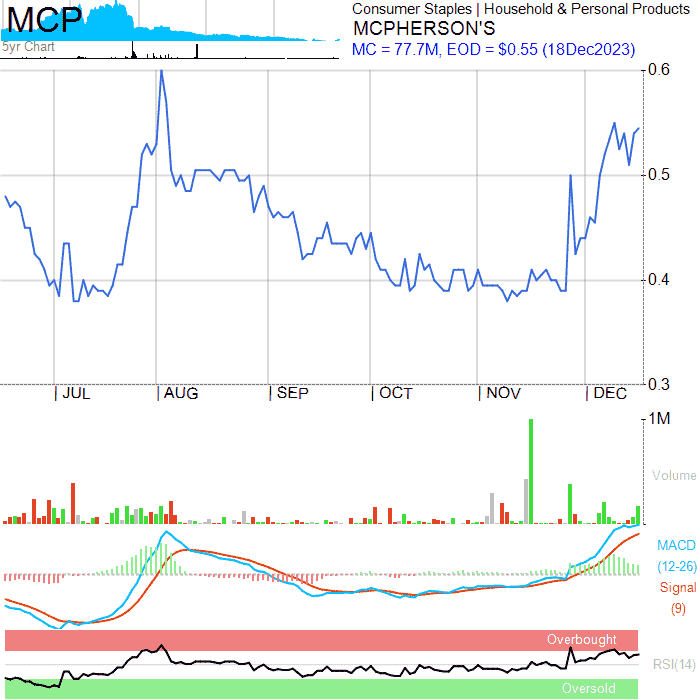 MCP
5yr Chart
Consumer Staples | Household & Personal Products
MCPHERSON'S
MC = 77.7M, EOD = $0.55 (18Dec2023)
0.6
0.5
0.4
0.3
JUL
AUG
SEP
OCT
NOV
DEC
1M
Volume
MACD
(12-26)
Signal
(9)
Overbought
RSI(14)
Oversold